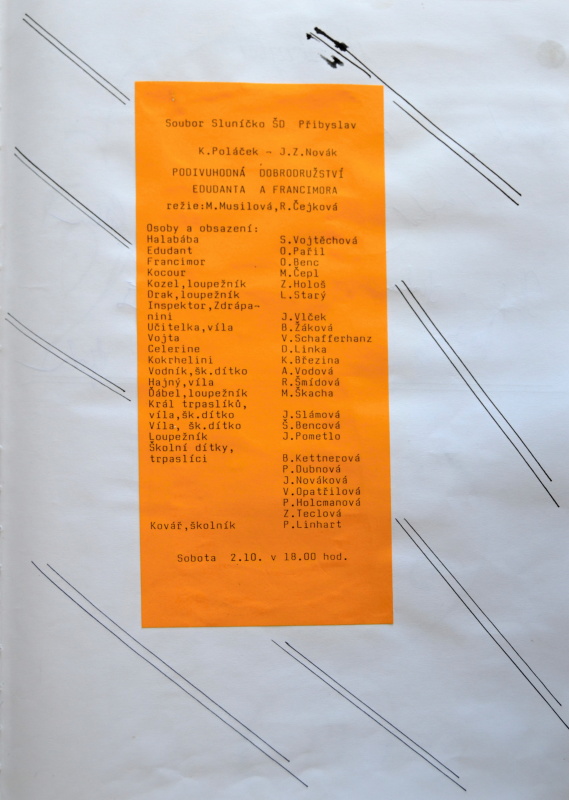 Soubor Sluníčko ŠD Přibyslav
K.Poláček - J.Z.Novák
PODIVUHODNÁ DOBRODRUŽSTVÍ
EDUDANTA A FRANCIMORA
režie:M.Musilová,R.Čejková
Osoby a obsazení:
Halabába S.Vojtěchová
Edudant O.Pařil
Francimor O.Benc
Kocour M.Čepl
Kozel,loupežník Z.Hološ
Drak,loupežník L.Starý
Inspektor,Zdrápa-
nini J.Vlček
Učitelka,víla B.Žáková
Vojta V.Schafferhanz
Celerine D.Linka
Kokrhelini K.Březina
Vodník,šk.dítko A.Vodová
Hajný,víla R.Šmídová
Ďábel,loupežník M.Škacha
Král trpaslíků,
víla,šk.dítko J.Slámová
Víla, šk.dítko Š.Bencová
Loupežník J.Pometlo
Školní dítky,
trpaslíci B.Kettnerová
P.Dubnová
J.Nováková
V.Opatřilová
P.Holcmanová
Z.Teclová
Kovář,školník P.Linhart
Sobota 2.10. v 18.00 hod.